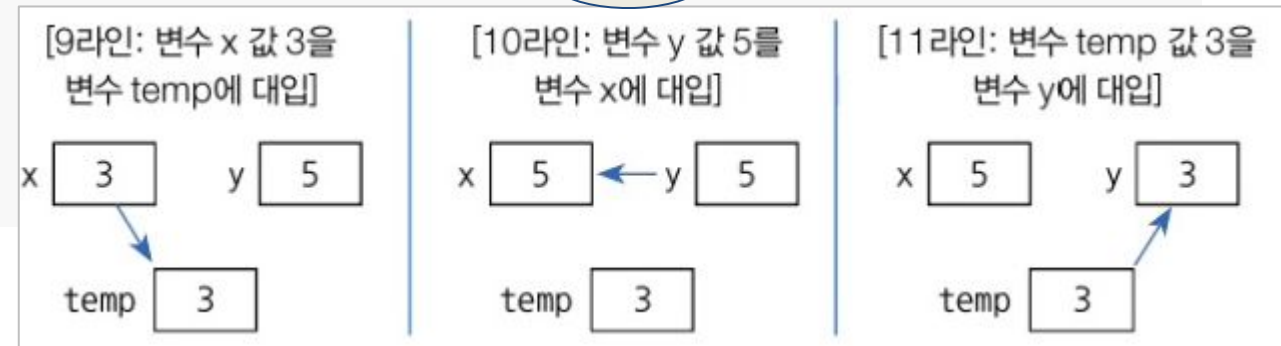 [9라인: 변수 x 값 3을
변수 temp에 대입]
x 3 y 5
temp 3
[10라인: 변수 y 값 5를
변수 x에 대입]
x 5 y 5
temp 3
[11라인: 변수 temp 값 3을
변수 y에 대입]
x 5 y 3
temp 3